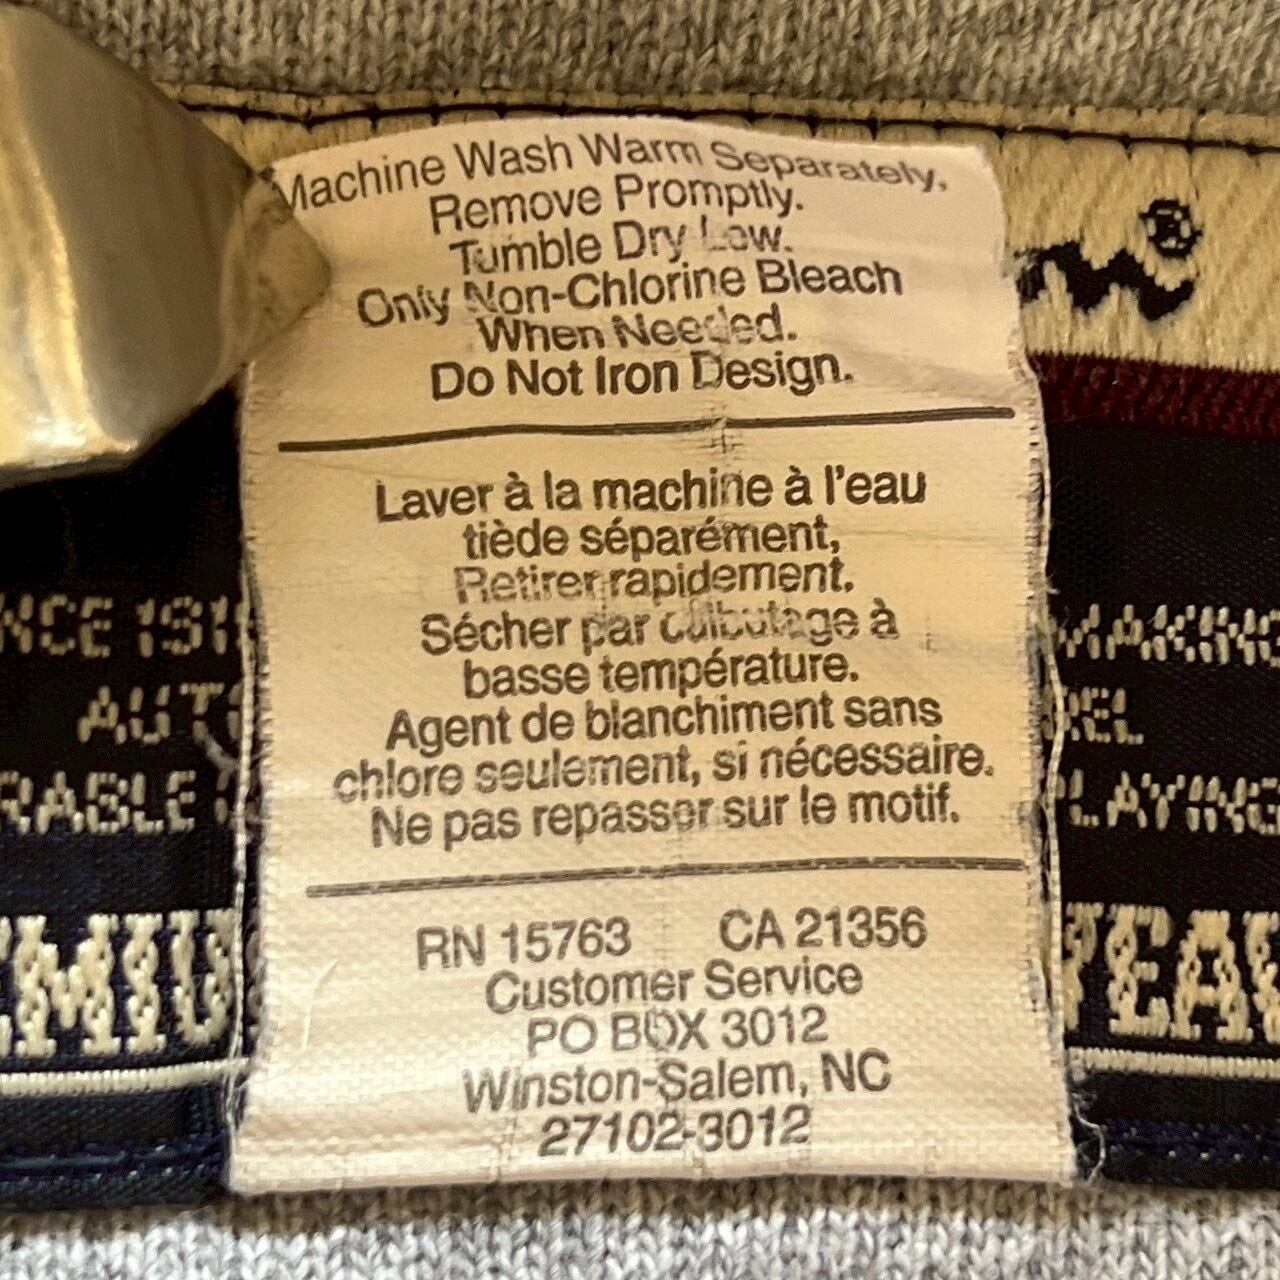 Machine Wash Warm Separately,
Remove Promptly.
Tumble Dry Low.
Only Non-Chlorine Bleach
When Needed.
Do Not Iron Design.
Laver à la machine à l'eau
tiède séparément,
Retirer rapidement.
Sécher par culbutage à
basse température.
Agent de blanchiment sans
chlore seulement, si nécessaire.
Ne pas repasser sur le motif.
RN 15763 CA 21356
Customer Service
PO BOX 3012
Winston-Salem, NC
27102-3012
®
MAKING